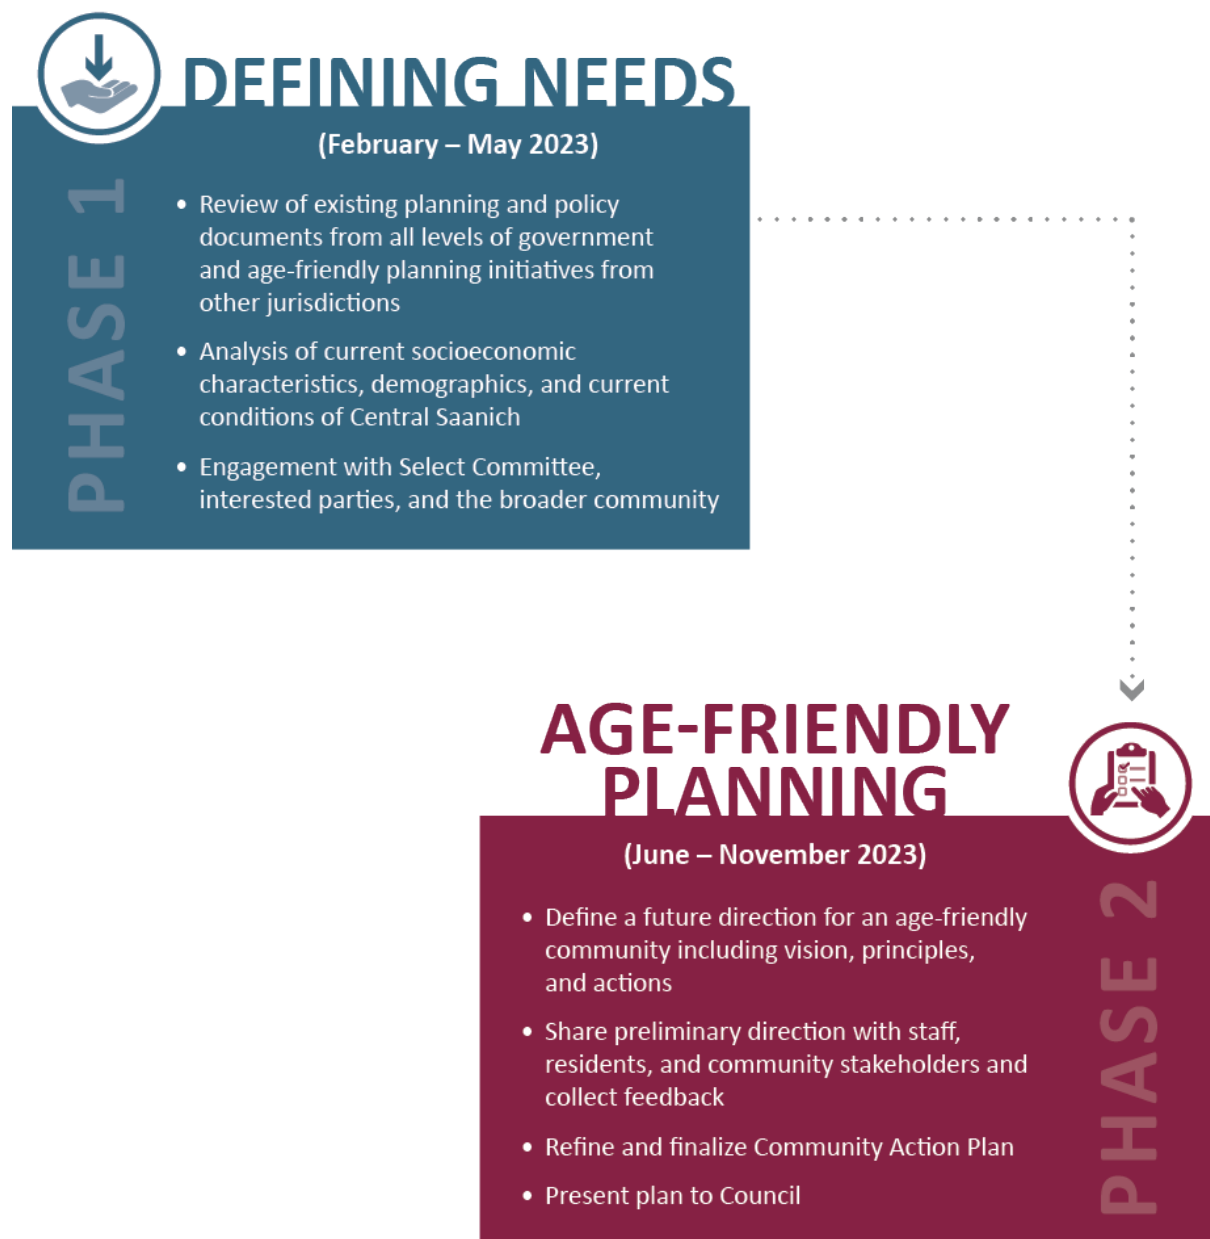 DEFINING NEEDS
(February – May 2023)
PHASE 1
• Review of existing planning and policy
documents from all levels of government
and age-friendly planning initiatives from
other jurisdictions
• Analysis of current socioeconomic
characteristics, demographics, and current
conditions of Central Saanich
• Engagement with Select Committee,
interested parties, and the broader community
AGE-FRIENDLY
PLANNING
(June – November 2023)
PHASE 2
• Define a future direction for an age-friendly
community including vision, principles,
and actions
• Share preliminary direction with staff,
residents, and community stakeholders and
collect feedback
• Refine and finalize Community Action Plan
• Present plan to Council